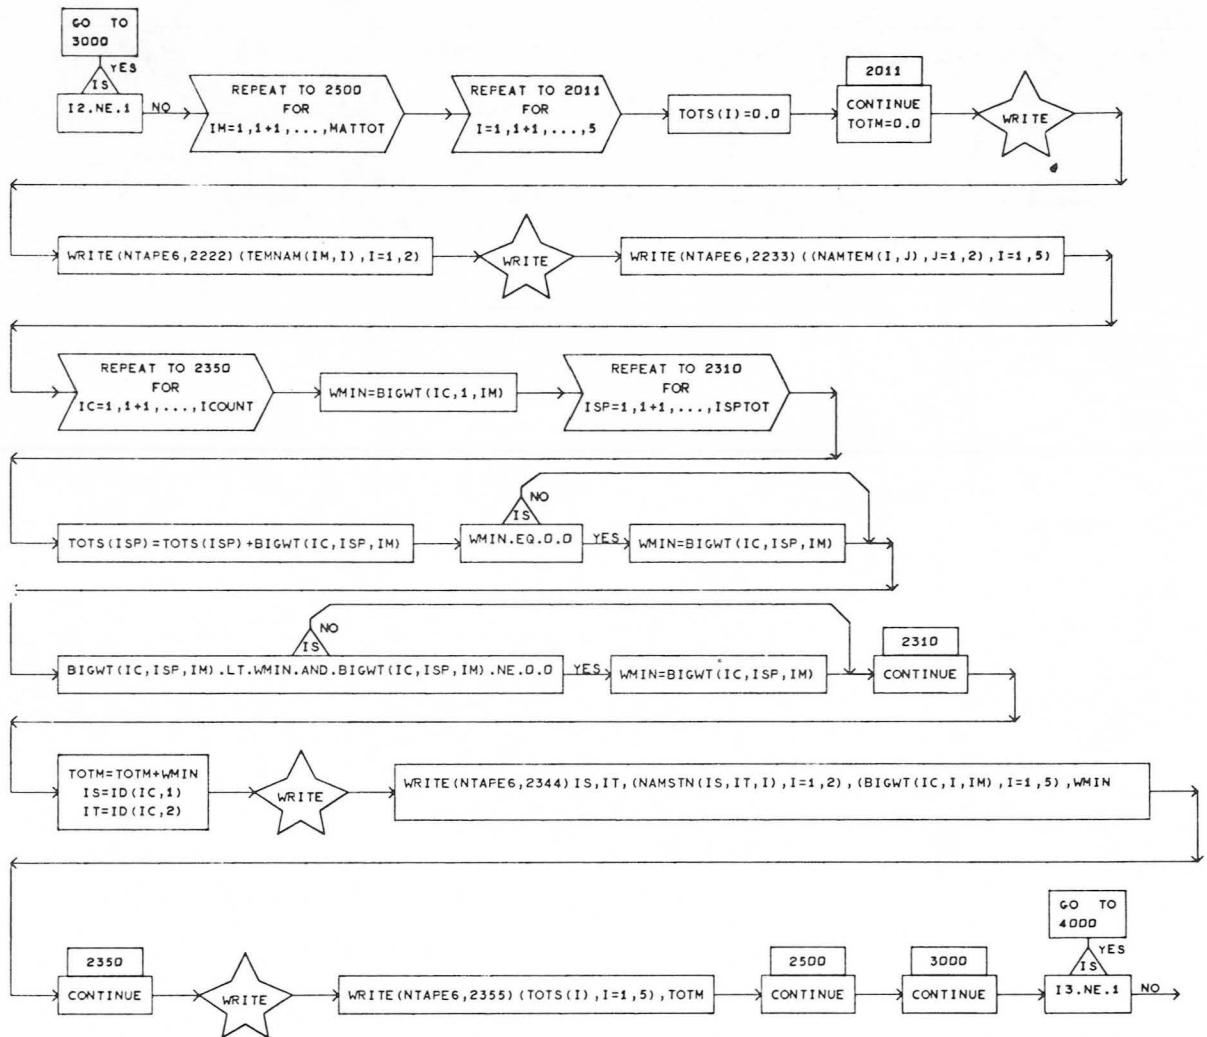 GO TO
3000
YES
IS
I2.NE.1
NO
REPEAT TO 2500
FOR
IM=1,1+1,...,MATTOT
REPEAT TO 2011
FOR
I=1,1+1,...,5
TOTS(I)=0.0
2011
CONTINUE
TOTM=0.0
WRITE
WRITE(NTAPE6,2222)(TEMNAM(IM,I),I=1,2)
WRITE
WRITE(NTAPE6,2233)((NAMTEM(I,J),J=1,2),I=1,5)
REPEAT TO 2350
FOR
IC=1,1+1,...,ICOUNT
WMIN=BIGWT(IC,1,IM)
REPEAT TO 2310
FOR
ISP=1,1+1,...,ISPTOT
TOTS(ISP)=TOTS(ISP)+BIGWT(IC,ISP,IM)
NO
IS
WMIN.EQ.0.0
YES
WMIN=BIGWT(IC,ISP,IM)
NO
IS
BIGWT(IC,ISP,IM).LT.WMIN.AND.BIGWT(IC,ISP,IM).NE.0.0
YES
WMIN=BIGWT(IC,ISP,IM)
2310
CONTINUE
TOTM=TOTM+WMIN
IS=ID(IC,1)
IT=ID(IC,2)
WRITE
WRITE(NTAPE6,2344)IS,IT,(NAMSTN(IS,IT,I),I=1,2),(BIGWT(IC,I,IM),I=1,5),WMIN
2350
CONTINUE
WRITE
WRITE(NTAPE6,2355)(TOTS(I),I=1,5),TOTM
2500
CONTINUE
3000
CONTINUE
GO TO
4000
YES
IS
I3.NE.1
NO